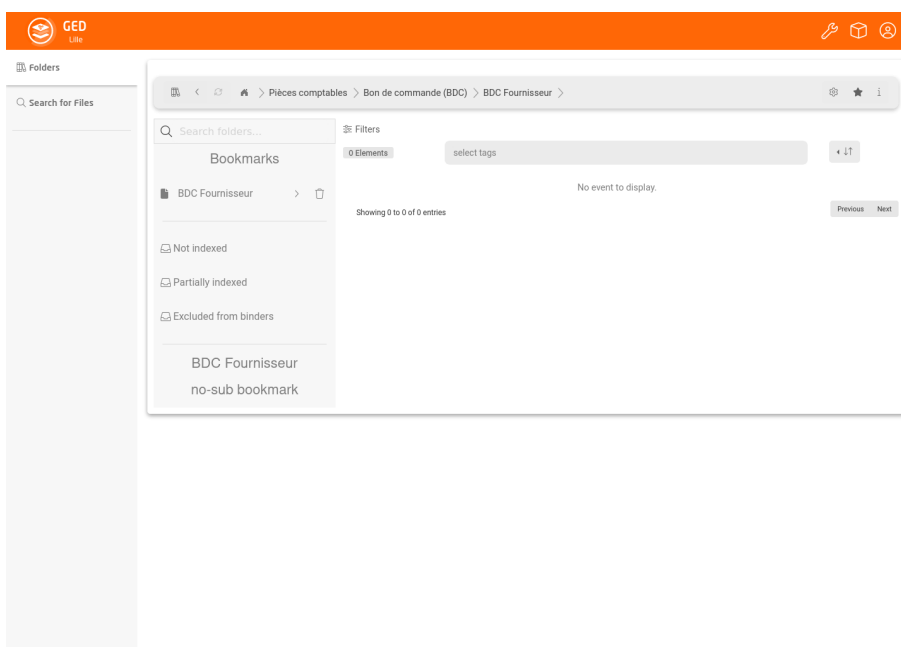 GED
Lille
Folders
Search for Files
Pièces comptables > Bon de commande (BDC) > BDC Fournisseur >
Search folders...
Bookmarks
BDC Fournisseur
Not indexed
Partially indexed
Excluded from binders
BDC Fournisseur
no-sub bookmark
Filters
0 Elements
select tags
No event to display.
Showing 0 to 0 of 0 entries
Previous Next